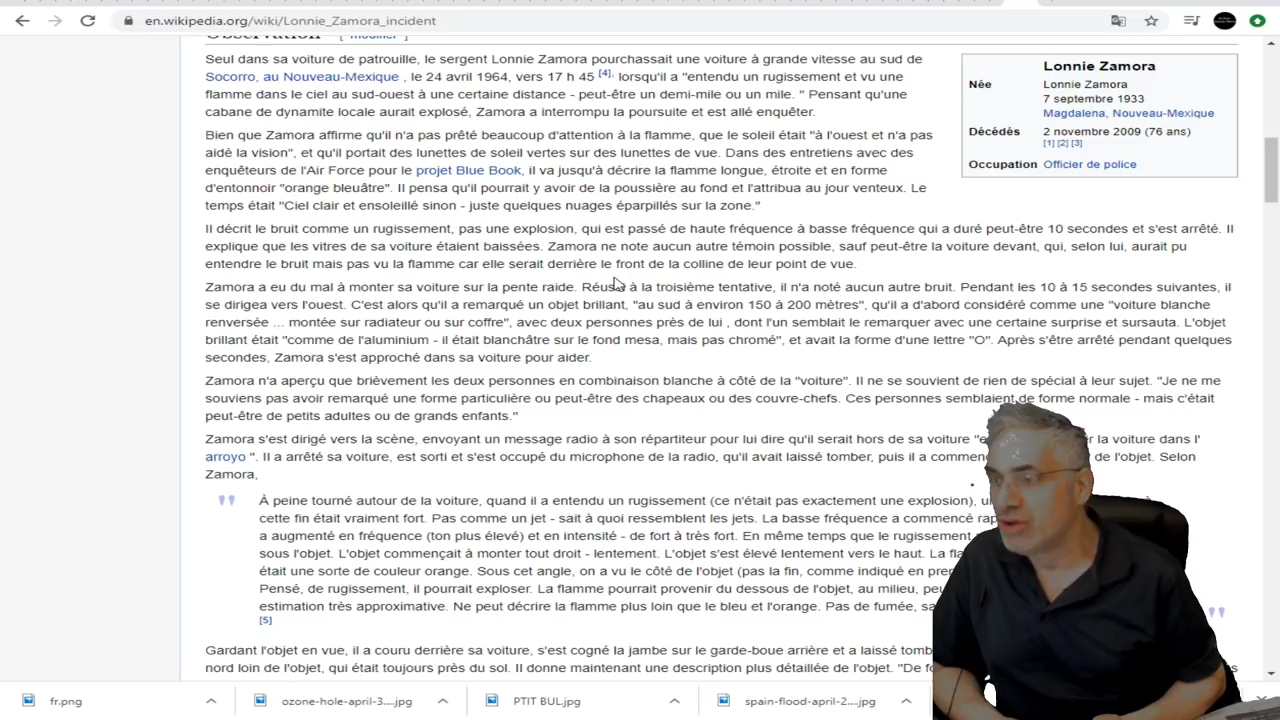 en.wikipedia.org/wiki/Lonnie_Zamora_incident
Observation [ modifier ]
Seul dans sa voiture de patrouille, le sergent Lonnie Zamora pourchassait une voiture à grande vitesse au sud de
Socorro, au Nouveau-Mexique , le 24 avril 1964, vers 17 h 45 [4], lorsqu'il a "entendu un rugissement et vu une
flamme dans le ciel au sud-ouest à une certaine distance - peut-être un demi-mile ou un mile. " Pensant qu'une
cabane de dynamite locale aurait explosé, Zamora a interrompu la poursuite et est allé enquêter.
Bien que Zamora affirme qu'il n'a pas prêté beaucoup d'attention à la flamme, que le soleil était "à l'ouest et n'a pas
aidé la vision", et qu'il portait des lunettes de soleil vertes sur des lunettes de vue. Dans des entretiens avec des
enquêteurs de l'Air Force pour le projet Blue Book, il va jusqu'à décrire la flamme longue, étroite et en forme
d'entonnoir "orange bleuâtre". Il pensa qu'il pourrait y avoir de la poussière au fond et l'attribua au jour venteux. Le
temps était "Ciel clair et ensoleillé sinon - juste quelques nuages éparpillés sur la zone."
Lonnie Zamora
Née Lonnie Zamora
7 septembre 1933
Magdalena, Nouveau-Mexique
Décédés 2 novembre 2009 (76 ans)
[1] [2] [3]
Occupation Officier de police
Il décrit le bruit comme un rugissement, pas une explosion, qui est passé de haute fréquence à basse fréquence qui a duré peut-être 10 secondes et s'est arrêté. Il
explique que les vitres de sa voiture étaient baissées. Zamora ne note aucun autre témoin possible, sauf peut-être la voiture devant, qui, selon lui, aurait pu
entendre le bruit mais pas vu la flamme car elle serait derrière le front de la colline de leur point de vue.
Zamora a eu du mal à monter sa voiture sur la pente raide. Réussi à la troisième tentative, il n'a noté aucun autre bruit. Pendant les 10 à 15 secondes suivantes, il
se dirigea vers l'ouest. C'est alors qu'il a remarqué un objet brillant, "au sud à environ 150 à 200 mètres", qu'il a d'abord considéré comme une "voiture blanche
renversée ... montée sur radiateur ou sur coffre", avec deux personnes près de lui , dont l'un semblait le remarquer avec une certaine surprise et sursauta. L'objet
brillant était "comme de l'aluminium - il était blanchâtre sur le fond mesa, mais pas chromé", et avait la forme d'une lettre "O". Après s'être arrêté pendant quelques
secondes, Zamora s'est approché dans sa voiture pour aider.
Zamora n'a aperçu que brièvement les deux personnes en combinaison blanche à côté de la "voiture". Il ne se souvient de rien de spécial à leur sujet. "Je ne me
souviens pas avoir remarqué une forme particulière ou peut-être des chapeaux ou des couvre-chefs. Ces personnes semblaient de forme normale - mais c'était
peut-être de petits adultes ou de grands enfants."
Zamora s'est dirigé vers la scène, envoyant un message radio à son répartiteur pour lui dire qu'il serait hors de sa voiture la voiture dans l'
arroyo ". Il a arrêté sa voiture, est sorti et s'est occupé du microphone de la radio, qu'il avait laissé tomber, puis il a de l'objet. Selon
Zamora,
À peine tourné autour de la voiture, quand il a entendu un rugissement (ce n'était pas exactement une explosion),
cette fin était vraiment fort. Pas comme un jet - sait à quoi ressemblent les jets. La basse fréquence a commencé
a augmenté en fréquence (ton plus élevé) et en intensité - de fort à très fort. En même temps que le rugissement
sous l'objet. L'objet commençait à monter tout droit - lentement. L'objet s'est élevé lentement vers le haut. La
était une sorte de couleur orange. Sous cet angle, on a vu le côté de l'objet (pas la fin, comme indiqué en
Pensé, de rugissement, il pourrait exploser. La flamme pourrait provenir du dessous de l'objet, au milieu,
estimation très approximative. Ne peut décrire la flamme plus loin que le bleu et l'orange. Pas de fumée,
[5]
Gardant l'objet en vue, il a couru derrière sa voiture, s'est cogné la jambe sur le garde-boue arrière et a laissé
nord loin de l'objet, qui était toujours près du sol. Il donne maintenant une description plus détaillée de l'objet. "De
fr.png ozone-hole-april-3....jpg PTIT BUL.jpg spain-flood-april-2....jpg